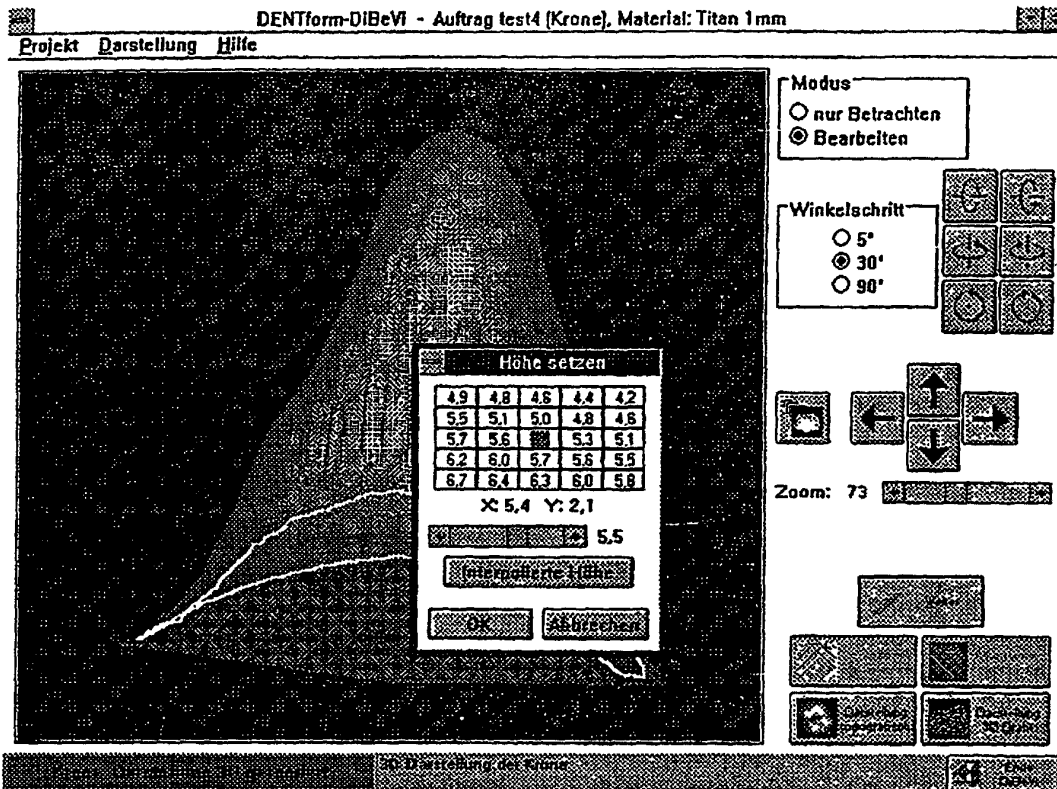 DENTform-DiBeVi - Auftrag test4 (Krone), Material: Titan 1mm
Projekt Darstellung Hilfe
Modus
nur Betrachten
Bearbeiten
Winkelschritt
5°
30°
90°
Höhe setzen
4,9 4,8 4,6 4,4 4,2
5,5 5,1 5,0 4,8 4,6
5,7 5,6 5,3 5,1
6,2 6,0 5,7 5,6 5,5
6,7 6,4 6,3 6,0 5,8
X: 5,4 Y: 2,1
5,5
Interpolierte Höhe
OK Abbrechen
Zoom: 73
3D-Darstellung der Krone